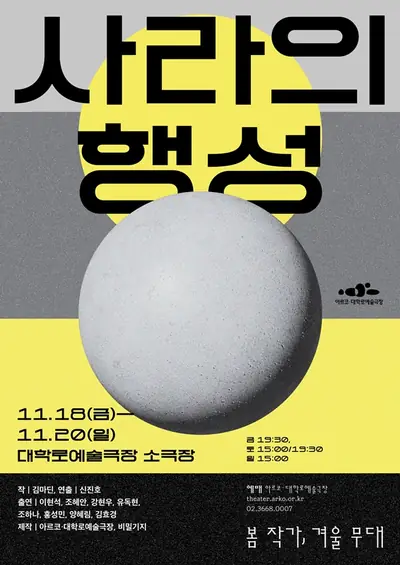 사라의
행성
아르코·대학로예술극장
11.18(금)—
11.20(일)
대학로예술극장 소극장
금 19:30,
토 15:00/19:30
일 15:00
작 | 김마딘, 연출 | 신진호
출연 | 이현석, 조혜안, 강현우, 유독현,
조하나, 홍성민, 양혜림, 김효경
제작 | 아르코·대학로예술극장, 비밀기지
예매 아르코·대학로예술극장
theater.arko.or.kr
02.3668.0007
봄 작가, 겨울 무대